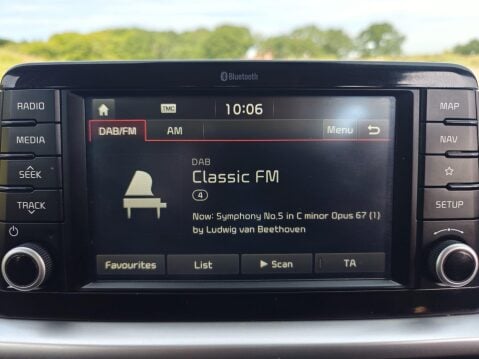 Bluetooth
RADIO
MEDIA
SEEK
TRACK
TMC
10:06
DAB/FM
AM
Menu
DAB
Classic FM
4
Now: Symphony No.5 in C minor Opus 67 (1)
by Ludwig van Beethoven
Favourites
List
Scan
TA
MAP
NAV
SETUP